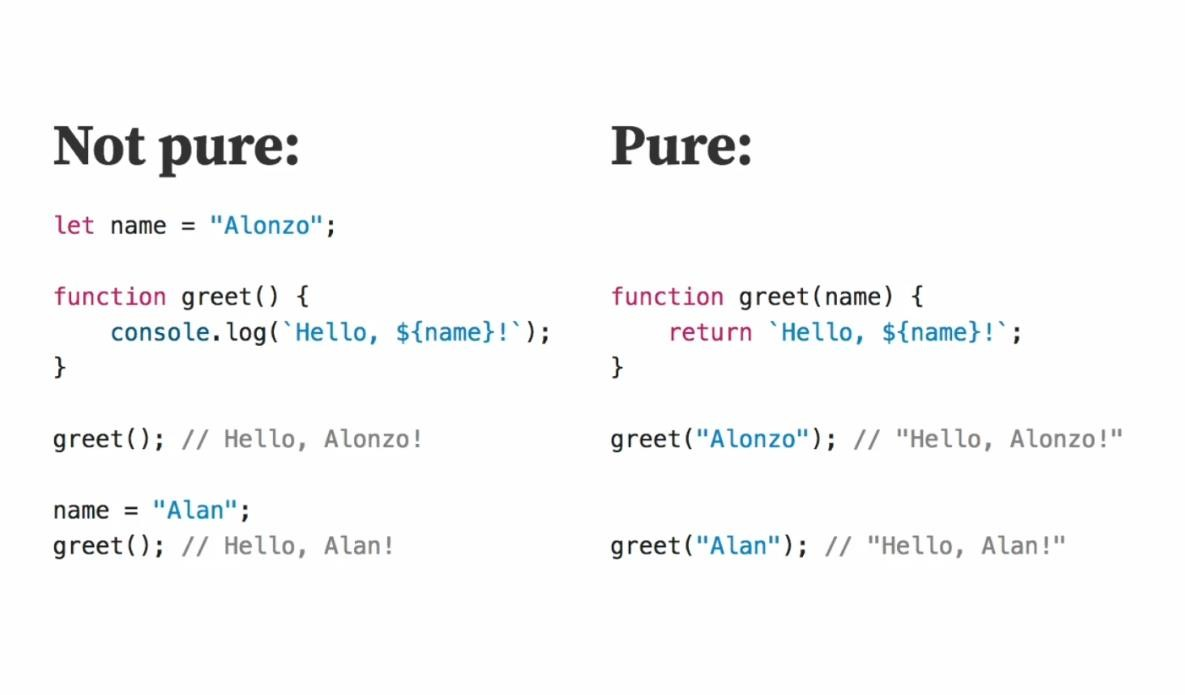 Not pure:
let name = "Alonzo";
function greet() {
    console.log(`Hello, ${name}!`);
}
greet(); // Hello, Alonzo!
name = "Alan";
greet(); // Hello, Alan!
Pure:
function greet(name) {
    return `Hello, ${name}!`;
}
greet("Alonzo"); // "Hello, Alonzo!"
greet("Alan"); // "Hello, Alan!"